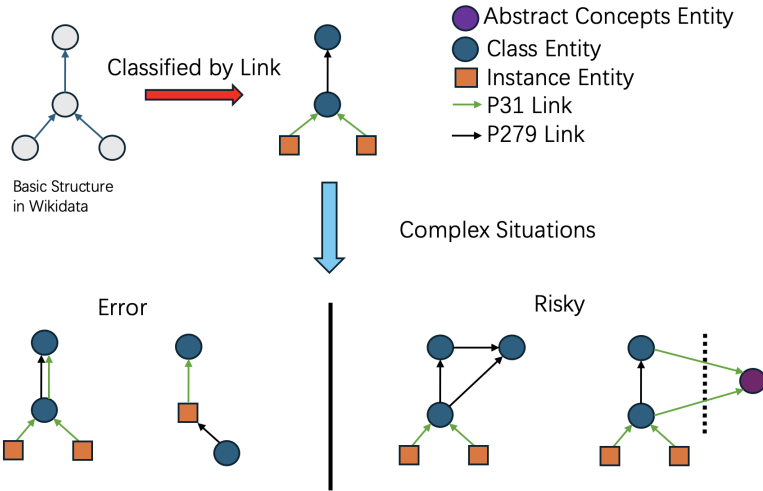 Abstract Concepts Entity
Class Entity
Classified by Link
Instance Entity
P31 Link
P279 Link
Basic Structure
in Wikidata
Complex Situations
Error
Risky